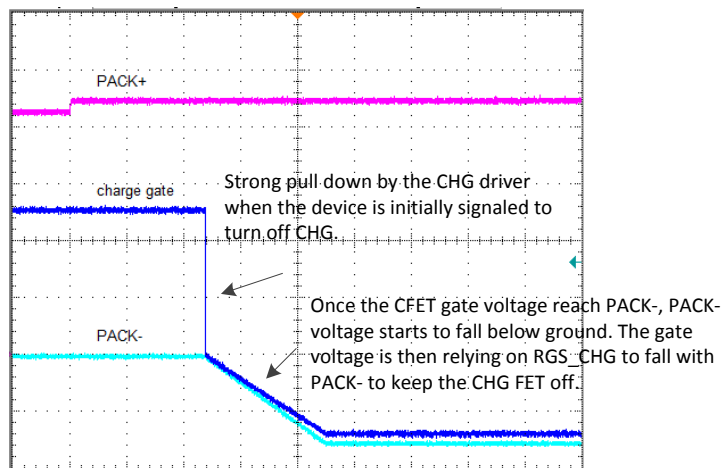 PACK+
charge gate
Strong pull down by the CHG driver
when the device is initially signaled to
turn off CHG.
PACK-
Once the CFET gate voltage reach PACK-, PACK-
voltage starts to fall below ground. The gate
voltage is then relying on RGS_CHG to fall with
PACK- to keep the CHG FET off.